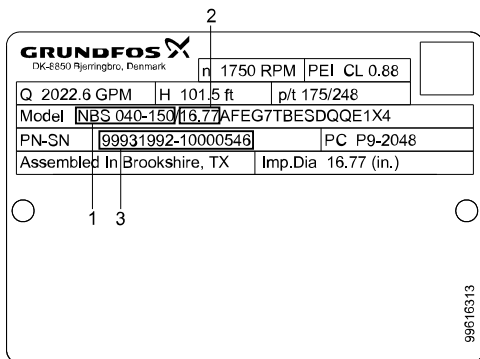 2
GRUNDFOS
DK-8850 Bjerringbro, Denmark
n 1750 RPM PEI CL 0.88
Q 2022.6 GPM H 101.5 ft p/t 175/248
Model NBS 040-150/16.77AFEG7TBESDQQE1X4
PN-SN 99931992-10000546 PC P9-2048
Assembled In Brookshire, TX Imp.Dia 16.77 (in.)
1 3
99616313